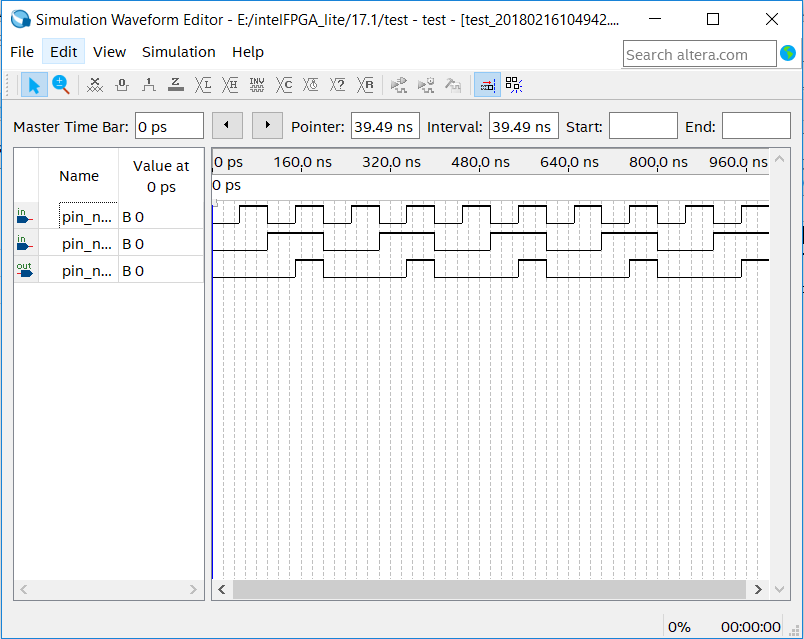 Simulation Waveform Editor - E:/intelFPGA_lite/17.1/test - test - [test_20180216104942....
File Edit View Simulation Help
Search altera.com
Master Time Bar: 0 ps Pointer: 39.49 ns Interval: 39.49 ns Start: End:
Name Value at 0 ps
0 ps 160.0 ns 320.0 ns 480.0 ns 640.0 ns 800.0 ns 960.0 ns
0 ps
in pin_n... B 0
in pin_n... B 0
out pin_n... B 0
0% 00:00:00